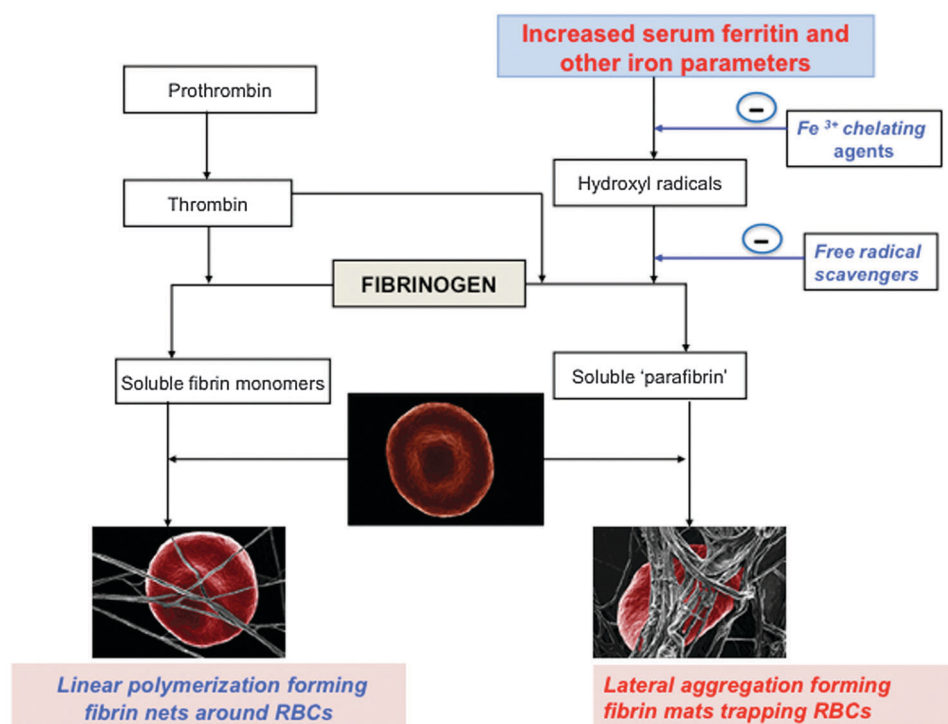 Increased serum ferritin and
other iron parameters
Prothrombin
−
Fe 3+ chelating
agents
Hydroxyl radicals
Thrombin
−
Free radical
scavengers
FIBRINOGEN
Soluble fibrin monomers
Soluble ‘parafibrin’
Linear polymerization forming
fibrin nets around RBCs
Lateral aggregation forming
fibrin mats trapping RBCs